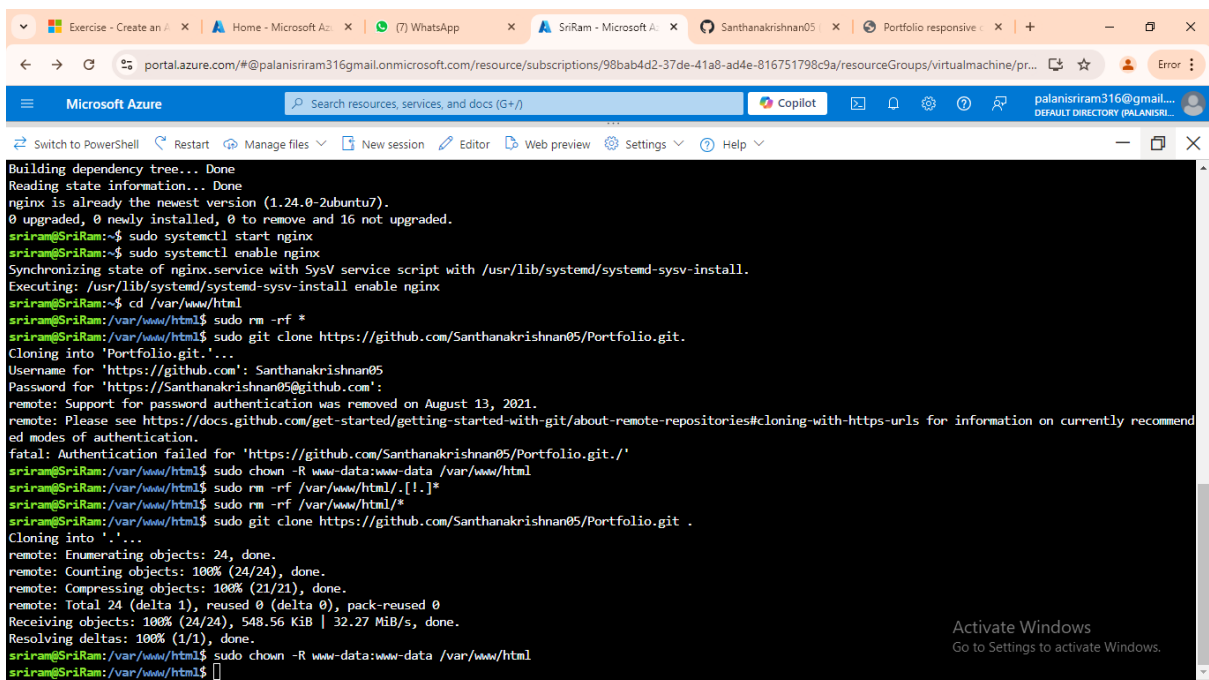 Exercise - Create an A
Home - Microsoft Az
(7) WhatsApp
SriRam - Microsoft A
Santhanakrishnan05
Portfolio responsive c
portal.azure.com/#@palanisriram316gmail.onmicrosoft.com/resource/subscriptions/98bab4d2-37de-41a8-ad4e-816751798c9a/resourceGroups/virtualmachine/pr...
Error
Microsoft Azure
Search resources, services, and docs (G+/)
Copilot
palanisriram316@gmail....
DEFAULT DIRECTORY (PALANISRI...
Switch to PowerShell Restart Manage files New session Editor Web preview Settings Help
Building dependency tree... Done
Reading state information... Done
nginx is already the newest version (1.24.0-2ubuntu7).
0 upgraded, 0 newly installed, 0 to remove and 16 not upgraded.
sriram@SriRam:~$ sudo systemctl start nginx
sriram@SriRam:~$ sudo systemctl enable nginx
Synchronizing state of nginx.service with SysV service script with /usr/lib/systemd/systemd-sysv-install.
Executing: /usr/lib/systemd/systemd-sysv-install enable nginx
sriram@SriRam:~$ cd /var/www/html
sriram@SriRam:/var/www/html$ sudo rm -rf *
sriram@SriRam:/var/www/html$ sudo git clone https://github.com/Santhanakrishnan05/Portfolio.git.
Cloning into 'Portfolio.git.'...
Username for 'https://github.com': Santhanakrishnan05
Password for 'https://Santhanakrishnan05@github.com':
remote: Support for password authentication was removed on August 13, 2021.
remote: Please see https://docs.github.com/get-started/getting-started-with-git/about-remote-repositories#cloning-with-https-urls for information on currently recommend
ed modes of authentication.
fatal: Authentication failed for 'https://github.com/Santhanakrishnan05/Portfolio.git./'
sriram@SriRam:/var/www/html$ sudo chown -R www-data:www-data /var/www/html
sriram@SriRam:/var/www/html$ sudo rm -rf /var/www/html/.[!.]*
sriram@SriRam:/var/www/html$ sudo rm -rf /var/www/html/*
sriram@SriRam:/var/www/html$ sudo git clone https://github.com/Santhanakrishnan05/Portfolio.git .
Cloning into '.'...
remote: Enumerating objects: 24, done.
remote: Counting objects: 100% (24/24), done.
remote: Compressing objects: 100% (21/21), done.
remote: Total 24 (delta 1), reused 0 (delta 0), pack-reused 0
Receiving objects: 100% (24/24), 548.56 KiB | 32.27 MiB/s, done.
Resolving deltas: 100% (1/1), done.
sriram@SriRam:/var/www/html$ sudo chown -R www-data:www-data /var/www/html
sriram@SriRam:/var/www/html$
Activate Windows
Go to Settings to activate Windows.